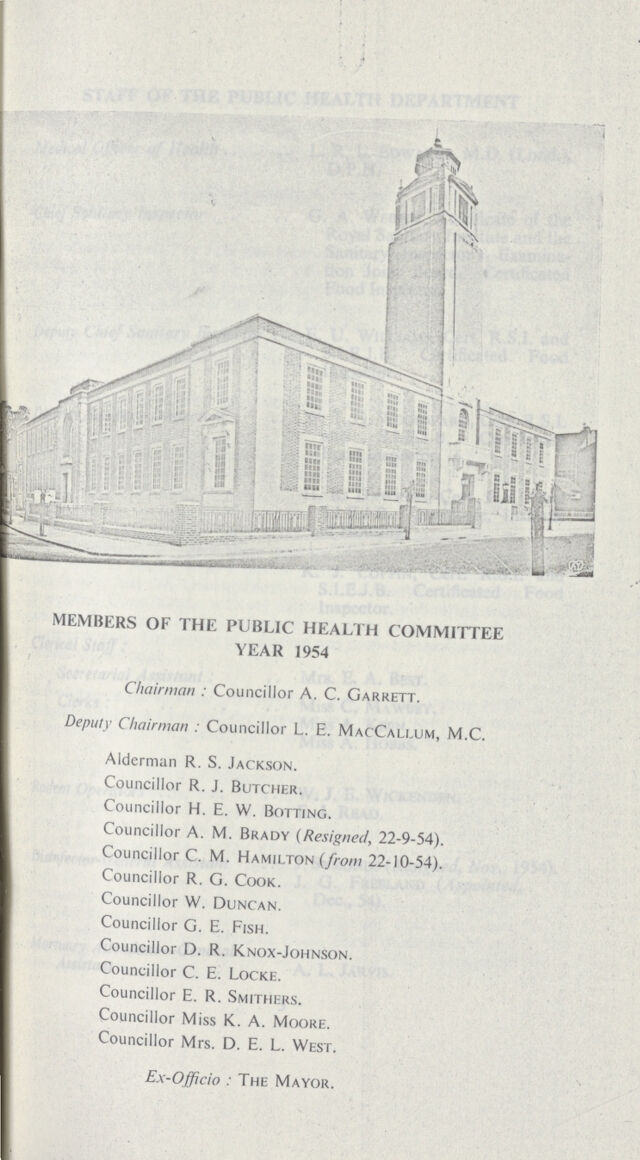 MEMBERS OF THE PUBLIC HEALTH COMMITTEE
YEAR 1954
Chairman : Councillor A. C. GARRETT.
Deputy Chairman : Councillor L. E. MACCALLUM, M.C.
Alderman R. S. JACKSON.
Councillor R. J. BUTCHER.
Councillor H. E. W. BOTTING.
Councillor A. M. BRADY (Resigned, 22-9-54).
Councillor C. M. HAMILTON (from 22-10-54).
Councillor R. G. COOK.
Councillor W. DUNCAN.
Councillor G. E. FISH.
Councillor D. R. KNOX-JOHNSON.
Councillor C. E. LOCKE.
Councillor E. R. SMITHERS.
Councillor Miss K. A. MOORE.
Councillor Mrs. D. E. L. WEST.
Ex-Officio : THE MAYOR.